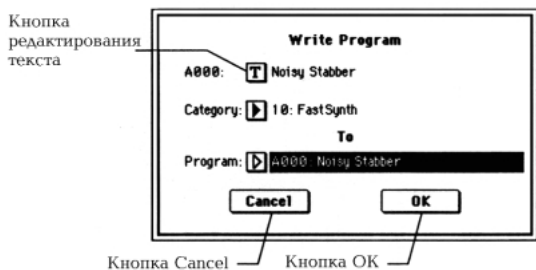 Кнопка
редактирования
текста
Write Program
A000: T Noisy Stabber
Category: 10: FastSynth
To
Program: A000: Noisy Stabber
Cancel OK
Кнопка Cancel Кнопка OK